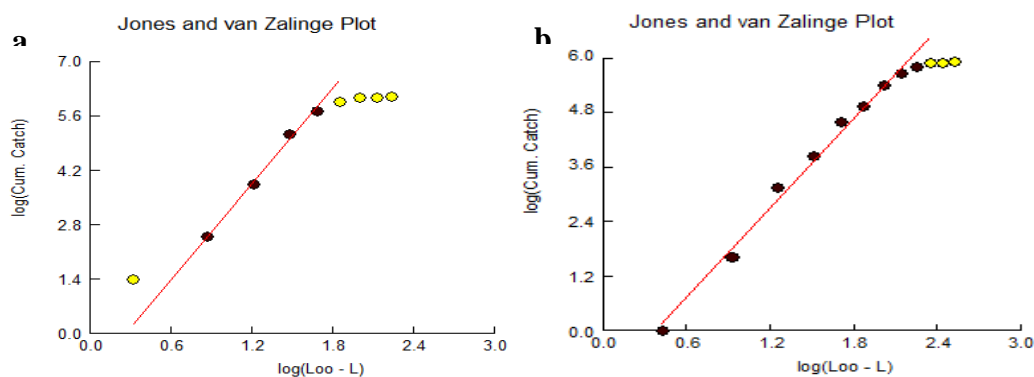 a
Jones and van Zalinge Plot
7.0
5.6
4.2
2.8
1.4
0.0
log(Cum. Catch)
0.0 0.6 1.2 1.8 2.4 3.0
log(Loo - L)
b
Jones and van Zalinge Plot
6.0
4.8
3.6
2.4
1.2
0.0
log(Cum. Catch)
0.0 0.6 1.2 1.8 2.4 3.0
log(Loo - L)